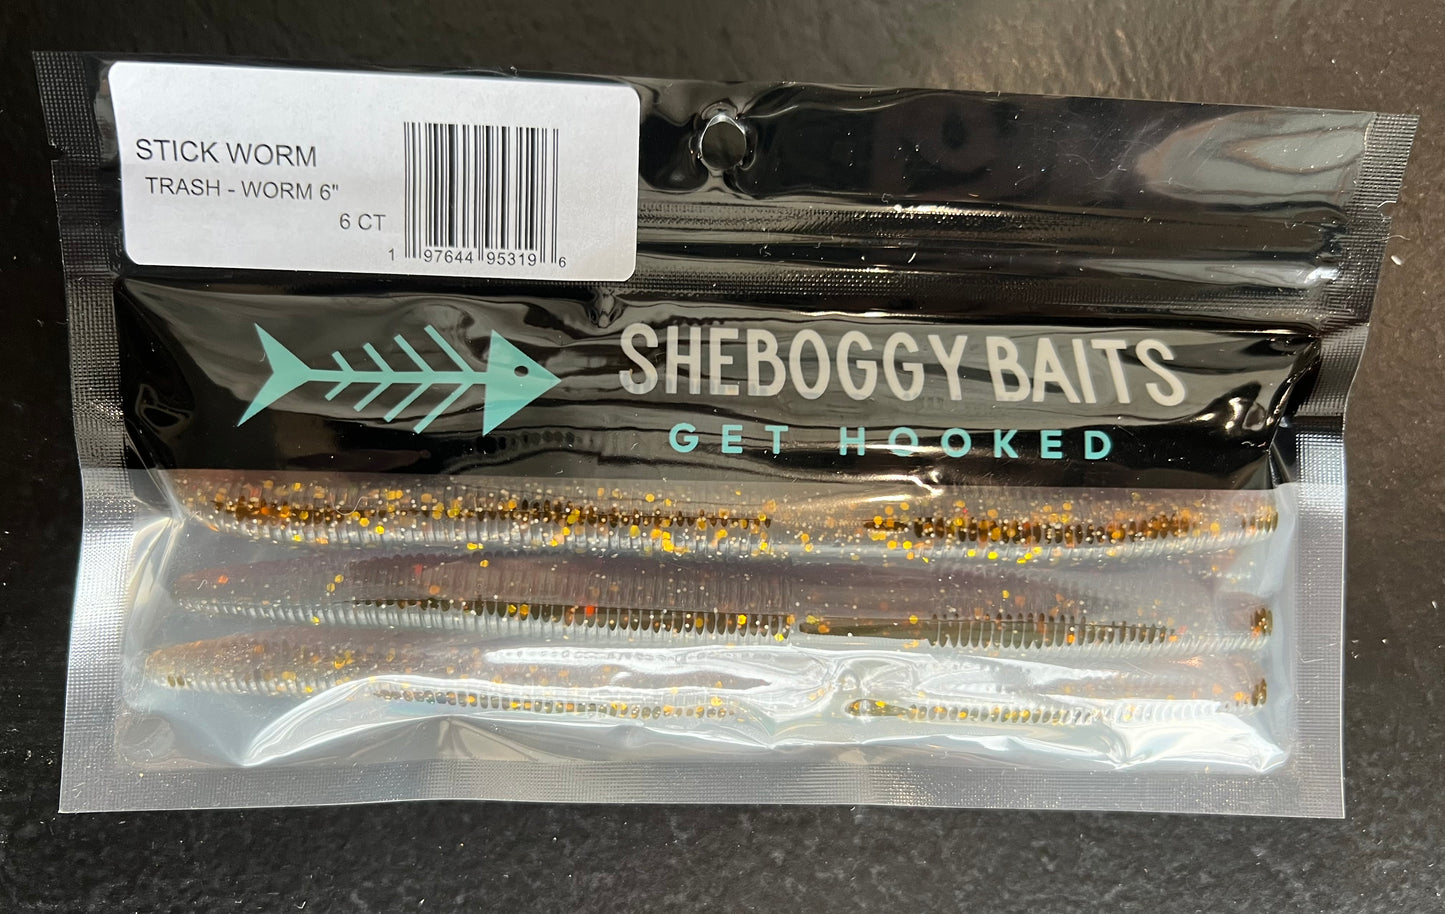 STICK WORM
TRASH - WORM 6"
6 CT
1 97644 95319 6
SHEBOGGY BAITS
GET HOOKED